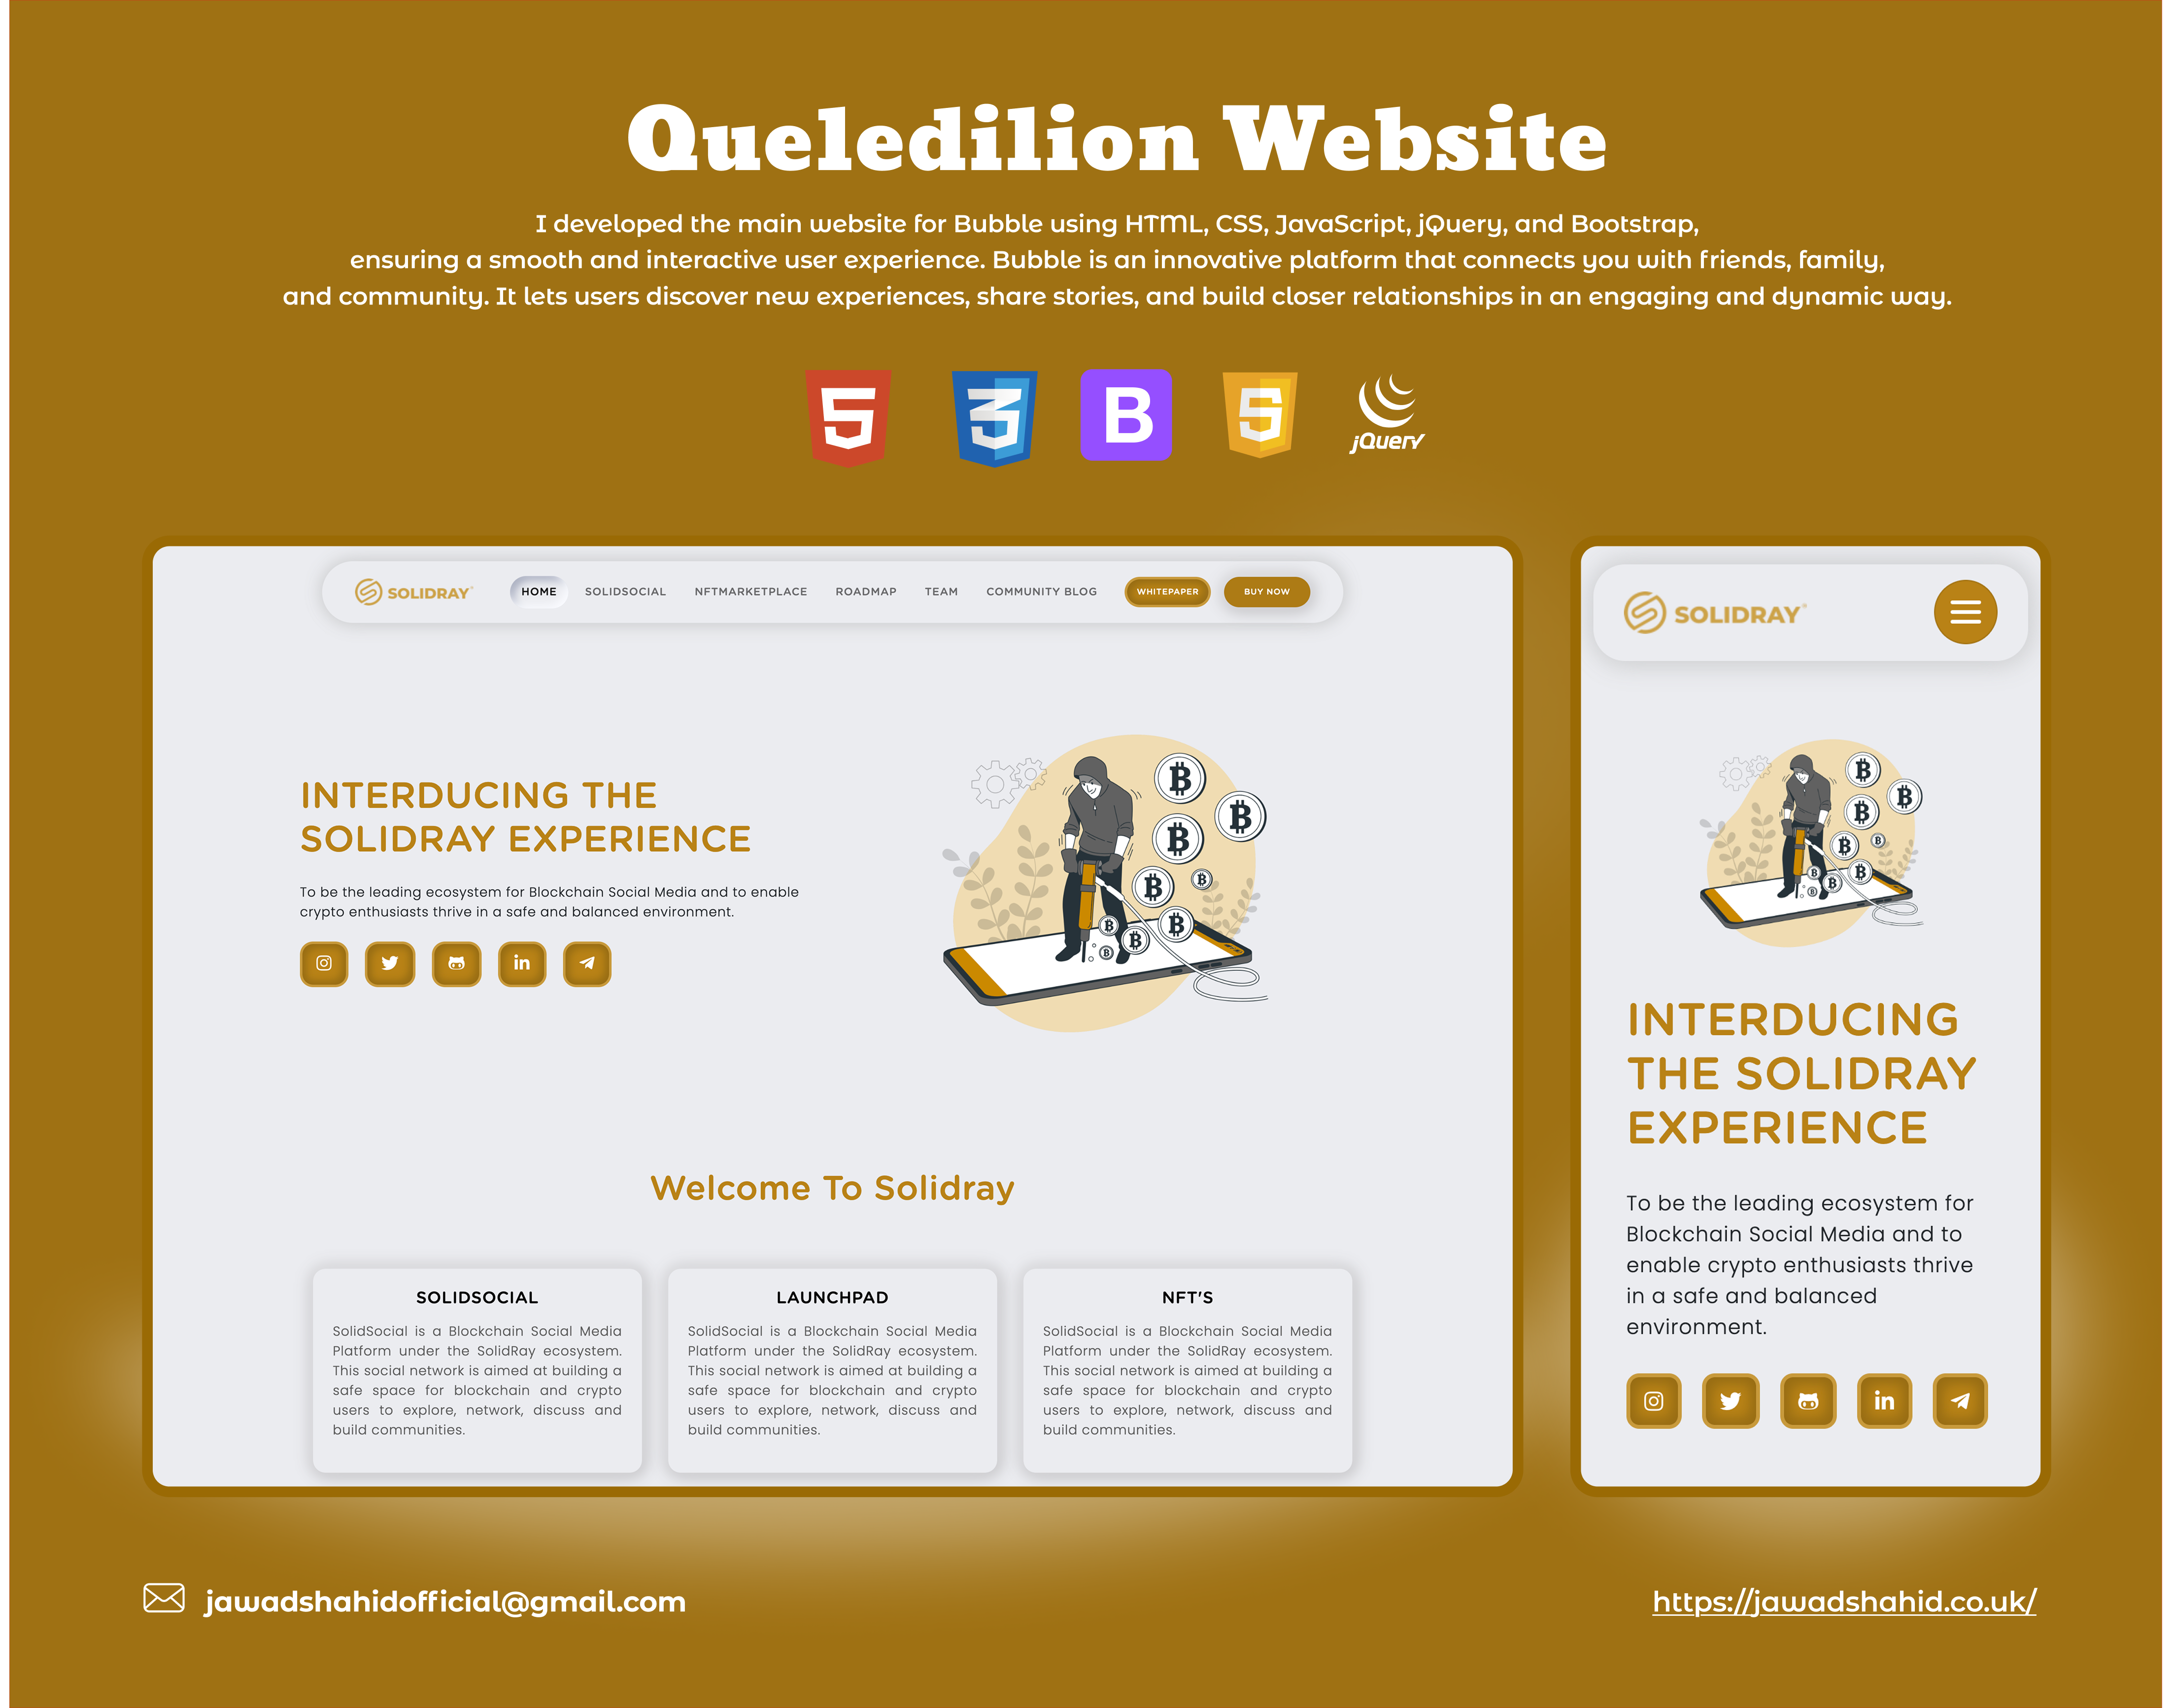 Queledilion Website
I developed the main website for Bubble using HTML, CSS, JavaScript, jQuery, and Bootstrap,
ensuring a smooth and interactive user experience. Bubble is an innovative platform that connects you with friends, family,
and community. It lets users discover new experiences, share stories, and build closer relationships in an engaging and dynamic way.
5 3 B 5 jQuery
SOLIDRAY HOME SOLIDSOCIAL NFTMARKETPLACE ROADMAP TEAM COMMUNITY BLOG WHITEPAPER BUY NOW
INTERDUCING THE
SOLIDRAY EXPERIENCE
To be the leading ecosystem for Blockchain Social Media and to enable
crypto enthusiasts thrive in a safe and balanced environment.
in
Welcome To Solidray
SOLIDSOCIAL
SolidSocial is a Blockchain Social Media
Platform under the SolidRay ecosystem.
This social network is aimed at building a
safe space for blockchain and crypto
users to explore, network, discuss and
build communities.
LAUNCHPAD
SolidSocial is a Blockchain Social Media
Platform under the SolidRay ecosystem.
This social network is aimed at building a
safe space for blockchain and crypto
users to explore, network, discuss and
build communities.
NFT'S
SolidSocial is a Blockchain Social Media
Platform under the SolidRay ecosystem.
This social network is aimed at building a
safe space for blockchain and crypto
users to explore, network, discuss and
build communities.
SOLIDRAY
INTERDUCING
THE SOLIDRAY
EXPERIENCE
To be the leading ecosystem for
Blockchain Social Media and to
enable crypto enthusiasts thrive
in a safe and balanced
environment.
in
jawadshahidofficial@gmail.com
https://jawadshahid.co.uk/